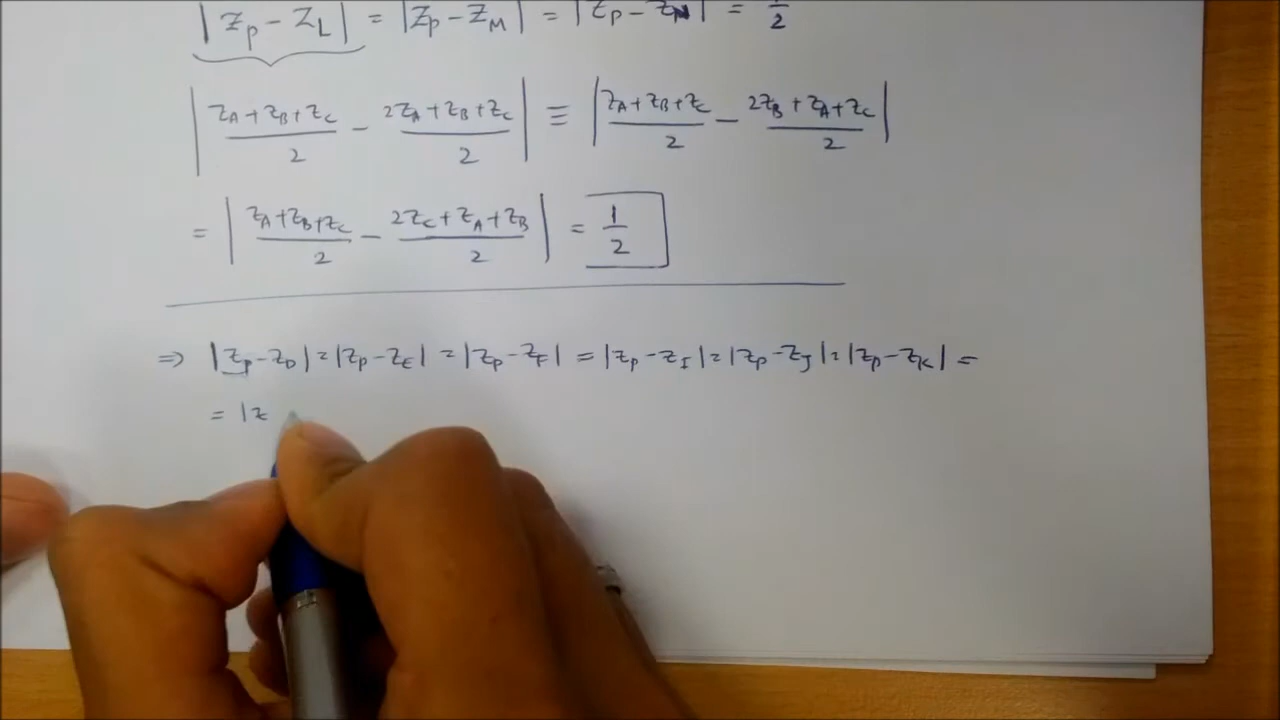 |Z_P - Z_L| = |Z_P - Z_M| = |Z_P - Z_N| = 1/2
|(Z_A + Z_B + Z_C)/2 - (2Z_A + Z_B + Z_C)/2| ≡ |(Z_A + Z_B + Z_C)/2 - (2Z_B + Z_A + Z_C)/2|
= |(Z_A + Z_B + Z_C)/2 - (2Z_C + Z_A + Z_B)/2| = 1/2
⇒ |Z_P - Z_D| = |Z_P - Z_E| = |Z_P - Z_F| = |Z_P - Z_I| = |Z_P - Z_J| = |Z_P - Z_K| =
= |Z